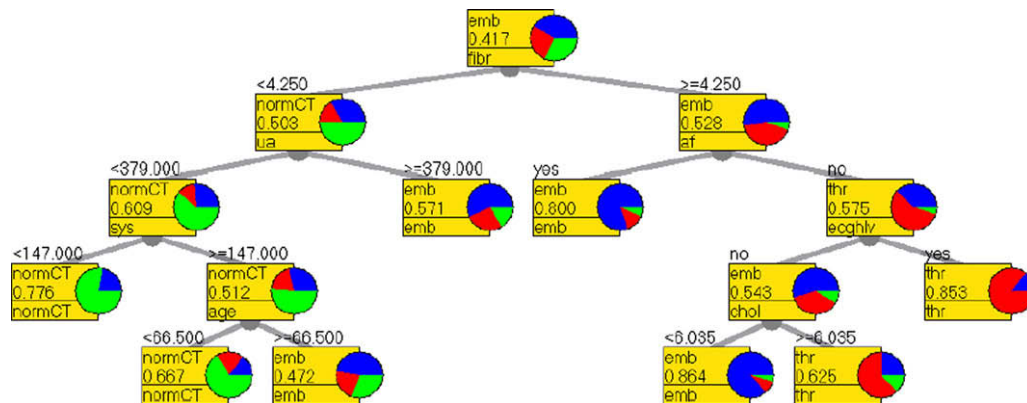 emb
0.417
fibr
<4.250
>=4.250
normCT
0.503
ua
emb
0.528
af
<379.000
>=379.000
yes
no
normCT
0.609
sys
emb
0.571
emb
emb
0.800
emb
thr
0.575
ecghlv
<147.000
>=147.000
no
yes
normCT
0.776
normCT
normCT
0.512
age
emb
0.543
chol
thr
0.853
thr
<66.500
>=66.500
<6.035
>=6.035
normCT
0.667
normCT
emb
0.472
emb
emb
0.864
emb
thr
0.625
thr